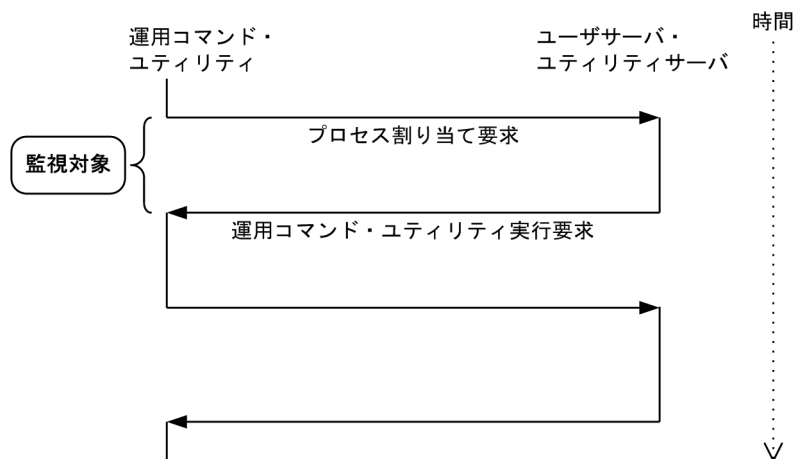 運用コマンド・
ユティリティ
ユーザサーバ・
ユティリティサーバ
時間
プロセス割り当て要求
監視対象
運用コマンド・ユティリティ実行要求